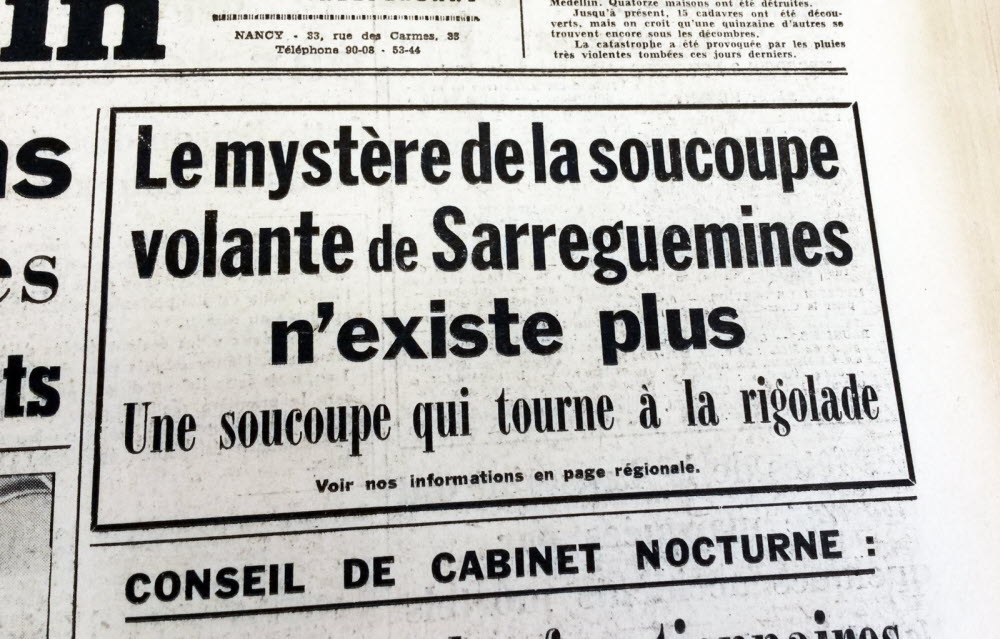 NANCY - 33, rue des Carmes, 33
Téléphone 90-08 - 53-44
Medellin. Quatorze maisons ont été détruites.
Jusqu'à présent, 15 cadavres ont été décou-
verts, mais on croit qu'une quinzaine d'autres se
trouvent encore sous les décombres.
La catastrophe a été provoquée par les pluies
très violentes tombées ces jours derniers.
Le mystère de la soucoupe
volante de Sarreguemines
n'existe plus
Une soucoupe qui tourne à la rigolade
Voir nos informations en page régionale.
CONSEIL DE CABINET NOCTURNE :